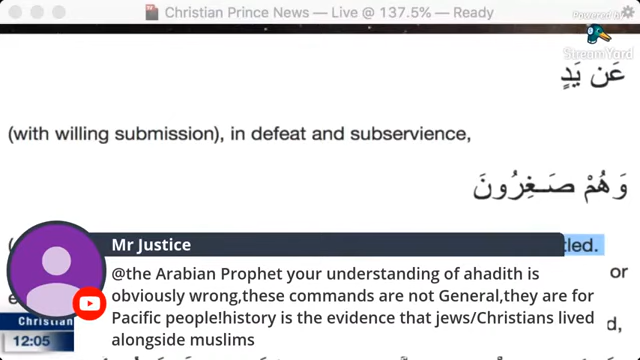 Christian Prince News — Live @ 137.5% — Ready
Powered by
StreamYard
عَن يَدٍ
(with willing submission), in defeat and subservience,
وَهُمْ صَـغِرُونَ
tled.
Mr Justice
@the Arabian Prophet your understanding of ahadith is
or
obviously wrong,these commands are not General,they are for
Pacific people!history is the evidence that jews/Christians lived
d,
alongside muslims
Christian
12:05